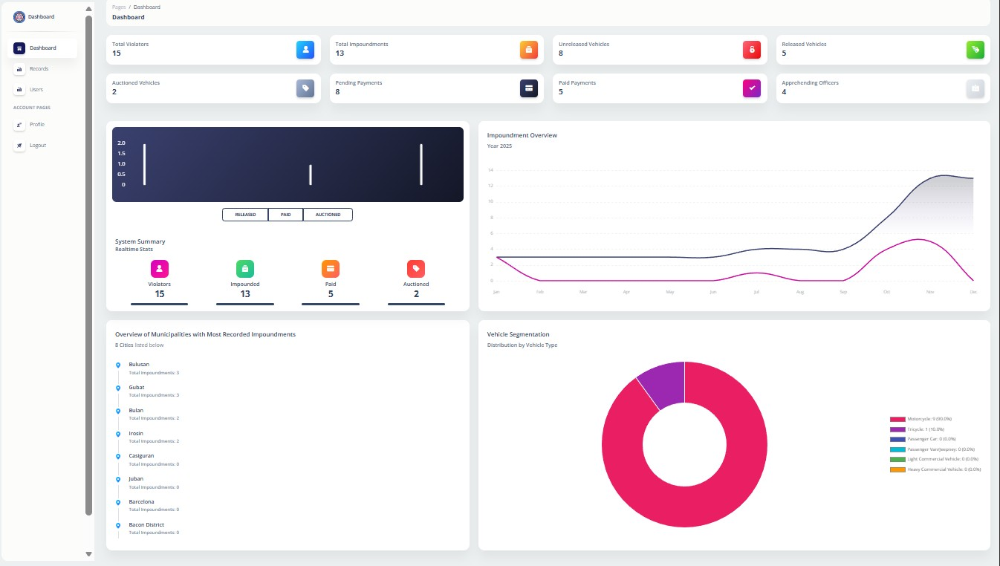 Dashboard
Dashboard
Records
Users
ACCOUNT PAGES
Profile
Logout
Pages / Dashboard
Dashboard
Total Violators
15
Total Impoundments
13
Unreleased Vehicles
8
Released Vehicles
5
Auctioned Vehicles
2
Pending Payments
8
Paid Payments
5
Apprehending Officers
4
2.0
1.5
1.0
0.5
0
RELEASED PAID AUCTIONED
System Summary
Realtime Stats
Violators
15
Impounded
13
Paid
5
Auctioned
2
Impoundment Overview
Year 2025
14
12
10
8
6
4
2
0
Jan Feb Mar Apr May Jun Jul Aug Sep Oct Nov Dec
Overview of Municipalities with Most Recorded Impoundments
8 Cities listed below
Bulusan
Total Impoundments: 3
Gubat
Total Impoundments: 3
Bulan
Total Impoundments: 2
Irosin
Total Impoundments: 2
Casiguran
Total Impoundments: 0
Juban
Total Impoundments: 0
Barcelona
Total Impoundments: 0
Bacon District
Total Impoundments: 0
Vehicle Segmentation
Distribution by Vehicle Type
Motorcycle: 9 (90.0%)
Tricycle: 1 (10.0%)
Passenger Car: 0 (0.0%)
Passenger Van/Jeepney: 0 (0.0%)
Light Commercial Vehicle: 0 (0.0%)
Heavy Commercial Vehicle: 0 (0.0%)